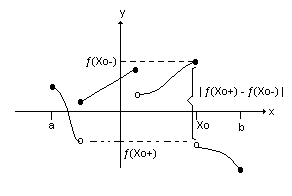 y
f(Xo-)
| f(Xo+) - f(Xo-) |
x
a
Xo
b
f(Xo+)